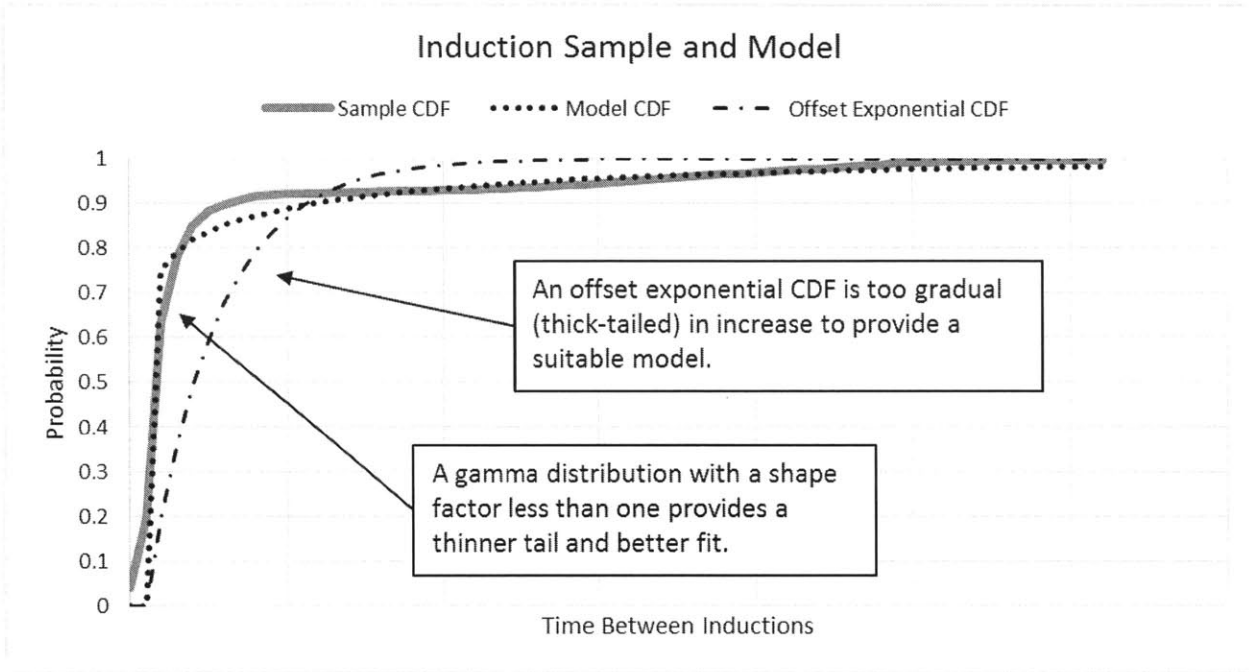 Induction Sample and Model
Sample CDF Model CDF Offset Exponential CDF
1
0.9
0.8
0.7
0.6
0.5
0.4
0.3
0.2
0.1
0
Probability
An offset exponential CDF is too gradual
(thick-tailed) in increase to provide a
suitable model.
A gamma distribution with a shape
factor less than one provides a
thinner tail and better fit.
Time Between Inductions